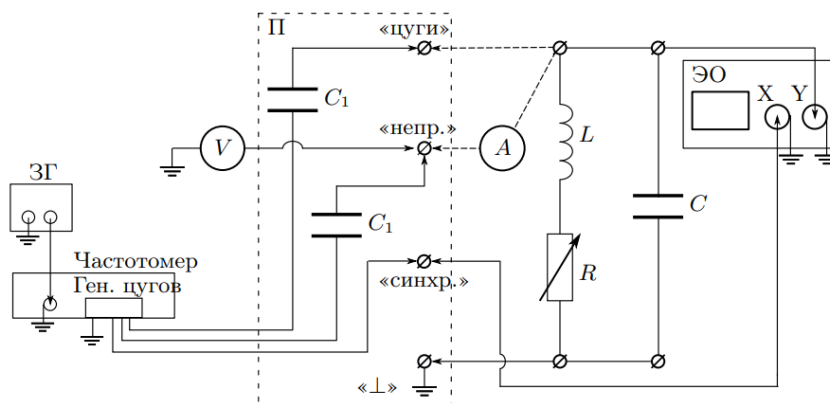 П
«цуги»
C₁
ЭО
X Y
«непр.»
V
A
L
ЗГ
C₁
C
Частотомер
Ген. цугов
«синхр.»
R
«⊥»